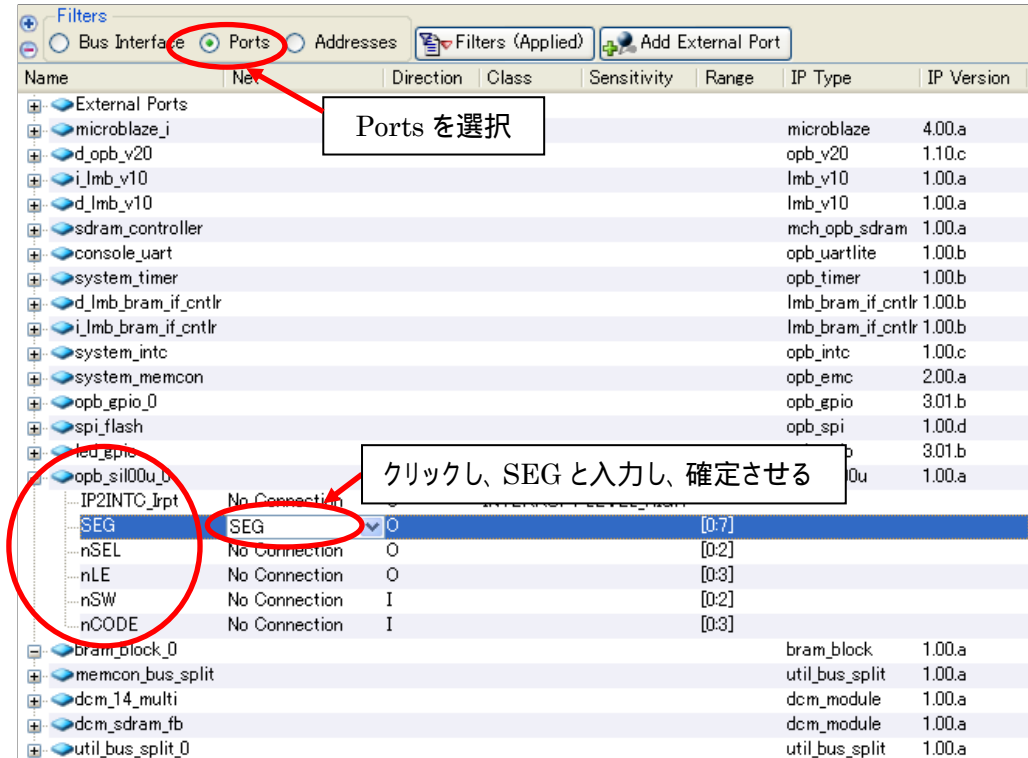 Filters
Bus Interface Ports Addresses Filters (Applied) Add External Port
Name Net Direction Class Sensitivity Range IP Type IP Version
External Ports
Ports を選択
microblaze_i microblaze 4.00.a
d_opb_v20 opb_v20 1.10.c
i_lmb_v10 lmb_v10 1.00.a
d_lmb_v10 lmb_v10 1.00.a
sdram_controller mch_opb_sdram 1.00.a
console_uart opb_uartlite 1.00.b
system_timer opb_timer 1.00.b
d_lmb_bram_if_cntlr lmb_bram_if_cntlr 1.00.b
i_lmb_bram_if_cntlr lmb_bram_if_cntlr 1.00.b
system_intc opb_intc 1.00.c
system_memcon opb_emc 2.00.a
opb_gpio_0 opb_gpio 3.01.b
spi_flash opb_spi 1.00.d
led_gpio 3.01.b
クリックし、SEG と入力し、確定させる
opb_sil00u_0 1.00.a
IP2INTC_Irpt No Connection
SEG SEG O [0:7]
nSEL No Connection O [0:2]
nLE No Connection O [0:3]
nSW No Connection I [0:2]
nCODE No Connection I [0:3]
bram_block_0 bram_block 1.00.a
memcon_bus_split util_bus_split 1.00.a
dcm_14_multi dcm_module 1.00.a
dcm_sdram_fb dcm_module 1.00.a
util_bus_split_0 util_bus_split 1.00.a